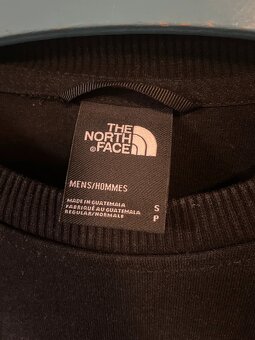 THE
NORTH
FACE
MENS/HOMMES
MADE IN GUATEMALA
FABRIQUÉ AU GUATEMALA
REGULAR/NORMALE
S
P